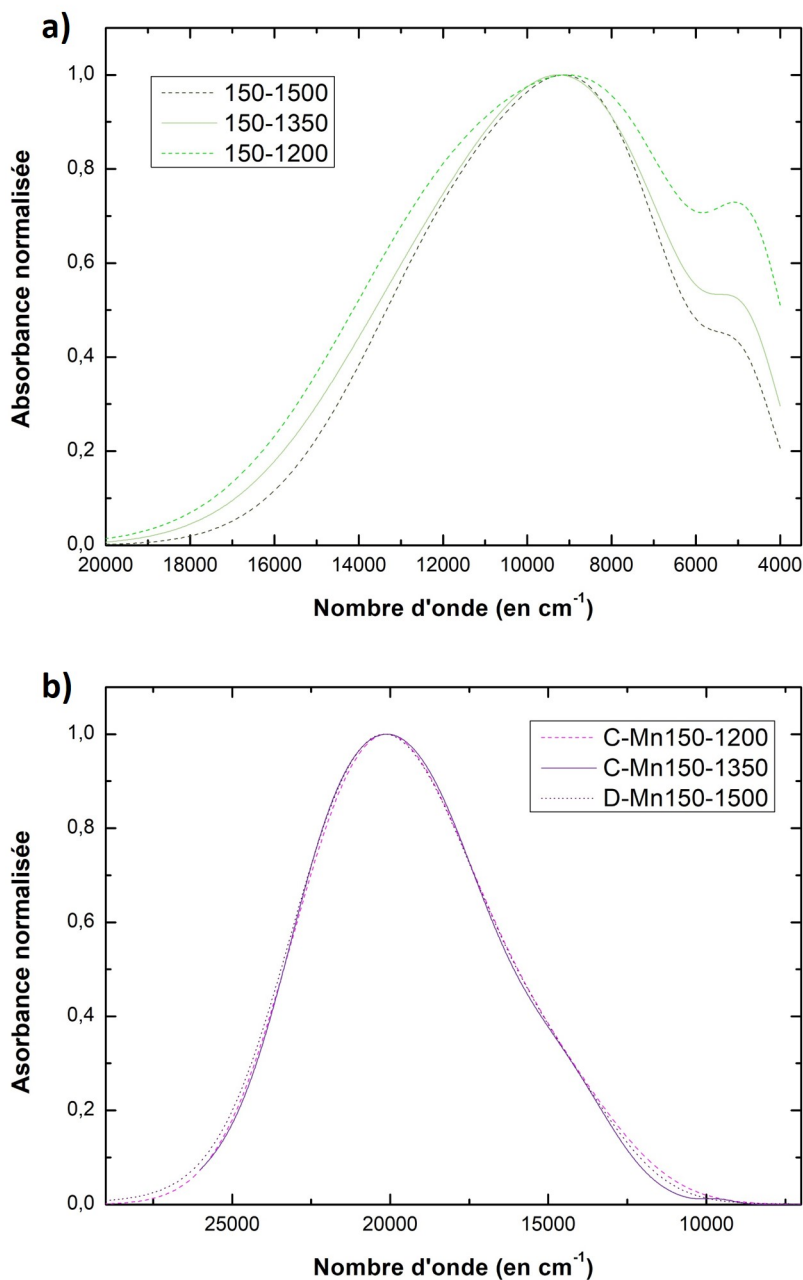 a)
Absorbance normalisée
1,0
0,8
0,6
0,4
0,2
0,0
150-1500
150-1350
150-1200
20000 18000 16000 14000 12000 10000 8000 6000 4000
Nombre d'onde (en cm⁻¹)
b)
Asorbance normalisée
1,0
0,8
0,6
0,4
0,2
0,0
C-Mn150-1200
C-Mn150-1350
D-Mn150-1500
25000 20000 15000 10000
Nombre d'onde (en cm⁻¹)